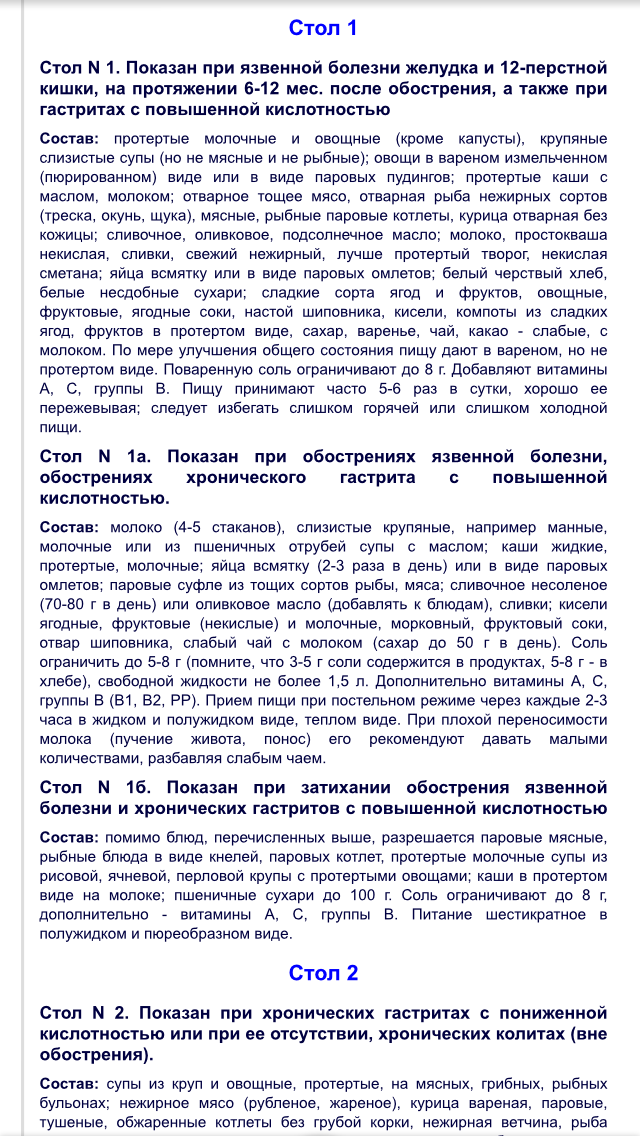 Стол 1
Стол N 1. Показан при язвенной болезни желудка и 12-перстной
кишки, на протяжении 6-12 мес. после обострения, а также при
гастритах с повышенной кислотностью
Состав: протертые молочные и овощные (кроме капусты), крупяные
слизистые супы (но не мясные и не рыбные); овощи в вареном измельченном
(пюрированном) виде или в виде паровых пудингов; протертые каши с
маслом, молоком; отварное тощее мясо, отварная рыба нежирных сортов
(треска, окунь, щука), мясные, рыбные паровые котлеты, курица отварная без
кожицы; сливочное, оливковое, подсолнечное масло; молоко, простокваша
некислая, сливки, свежий нежирный, лучше протертый творог, некислая
сметана; яйца всмятку или в виде паровых омлетов; белый черствый хлеб,
белые несдобные сухари; сладкие сорта ягод и фруктов, овощные,
фруктовые, ягодные соки, настой шиповника, кисели, компоты из сладких
ягод, фруктов в протертом виде, сахар, варенье, чай, какао - слабые, с
молоком. По мере улучшения общего состояния пищу дают в вареном, но не
протертом виде. Поваренную соль ограничивают до 8 г. Добавляют витамины
А, С, группы В. Пищу принимают часто 5-6 раз в сутки, хорошо ее
пережевывая; следует избегать слишком горячей или слишком холодной
пищи.
Стол N 1а. Показан при обострениях язвенной болезни,
обострениях хронического гастрита с повышенной
кислотностью.
Состав: молоко (4-5 стаканов), слизистые крупяные, например манные,
молочные или из пшеничных отрубей супы с маслом; каши жидкие,
протертые, молочные; яйца всмятку (2-3 раза в день) или в виде паровых
омлетов; паровые суфле из тощих сортов рыбы, мяса; сливочное несоленое
(70-80 г в день) или оливковое масло (добавлять к блюдам), сливки; кисели
ягодные, фруктовые (некислые) и молочные, морковный, фруктовый соки,
отвар шиповника, слабый чай с молоком (сахар до 50 г в день). Соль
ограничить до 5-8 г (помните, что 3-5 г соли содержится в продуктах, 5-8 г - в
хлебе), свободной жидкости не более 1,5 л. Дополнительно витамины А, С,
группы В (В1, В2, РР). Прием пищи при постельном режиме через каждые 2-3
часа в жидком и полужидком виде, теплом виде. При плохой переносимости
молока (пучение живота, понос) его рекомендуют давать малыми
количествами, разбавляя слабым чаем.
Стол N 1б. Показан при затихании обострения язвенной
болезни и хронических гастритов с повышенной кислотностью
Состав: помимо блюд, перечисленных выше, разрешается паровые мясные,
рыбные блюда в виде кнелей, паровых котлет, протертые молочные супы из
рисовой, ячневой, перловой крупы с протертыми овощами; каши в протертом
виде на молоке; пшеничные сухари до 100 г. Соль ограничивают до 8 г,
дополнительно - витамины А, С, группы В. Питание шестикратное в
полужидком и пюреобразном виде.
Стол 2
Стол N 2. Показан при хронических гастритах с пониженной
кислотностью или при ее отсутствии, хронических колитах (вне
обострения).
Состав: супы из круп и овощные, протертые, на мясных, грибных, рыбных
бульонах; нежирное мясо (рубленое, жареное), курица вареная, паровые,
тушеные, обжаренные котлеты без грубой корки, нежирная ветчина, рыба